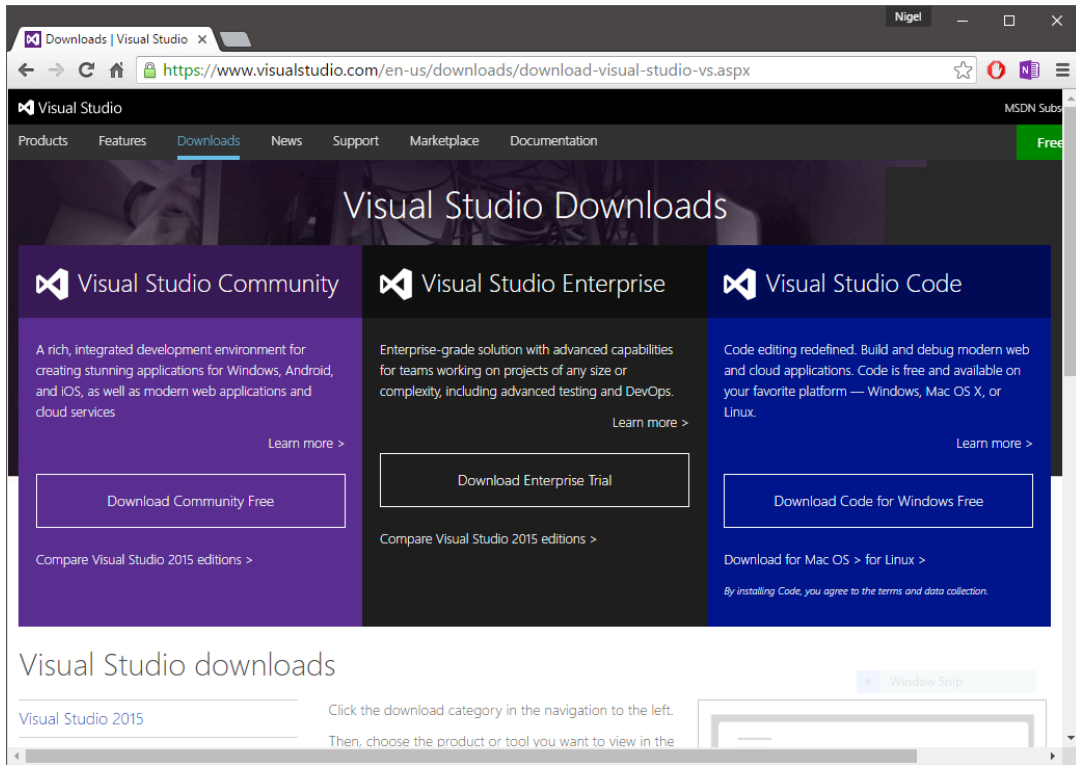 Nigel
Downloads | Visual Studio
https://www.visualstudio.com/en-us/downloads/download-visual-studio-vs.aspx
Visual Studio
MSDN Subs
Products Features Downloads News Support Marketplace Documentation
Free
Visual Studio Downloads
Visual Studio Community
A rich, integrated development environment for
creating stunning applications for Windows, Android,
and iOS, as well as modern web applications and
cloud services
Learn more >
Download Community Free
Compare Visual Studio 2015 editions >
Visual Studio Enterprise
Enterprise-grade solution with advanced capabilities
for teams working on projects of any size or
complexity, including advanced testing and DevOps.
Learn more >
Download Enterprise Trial
Compare Visual Studio 2015 editions >
Visual Studio Code
Code editing redefined. Build and debug modern web
and cloud applications. Code is free and available on
your favorite platform — Windows, Mac OS X, or
Linux.
Learn more >
Download Code for Windows Free
Download for Mac OS > for Linux >
By installing Code, you agree to the terms and data collection.
Visual Studio downloads
Window Snip
Visual Studio 2015
Click the download category in the navigation to the left.
Then, choose the product or tool you want to view in the